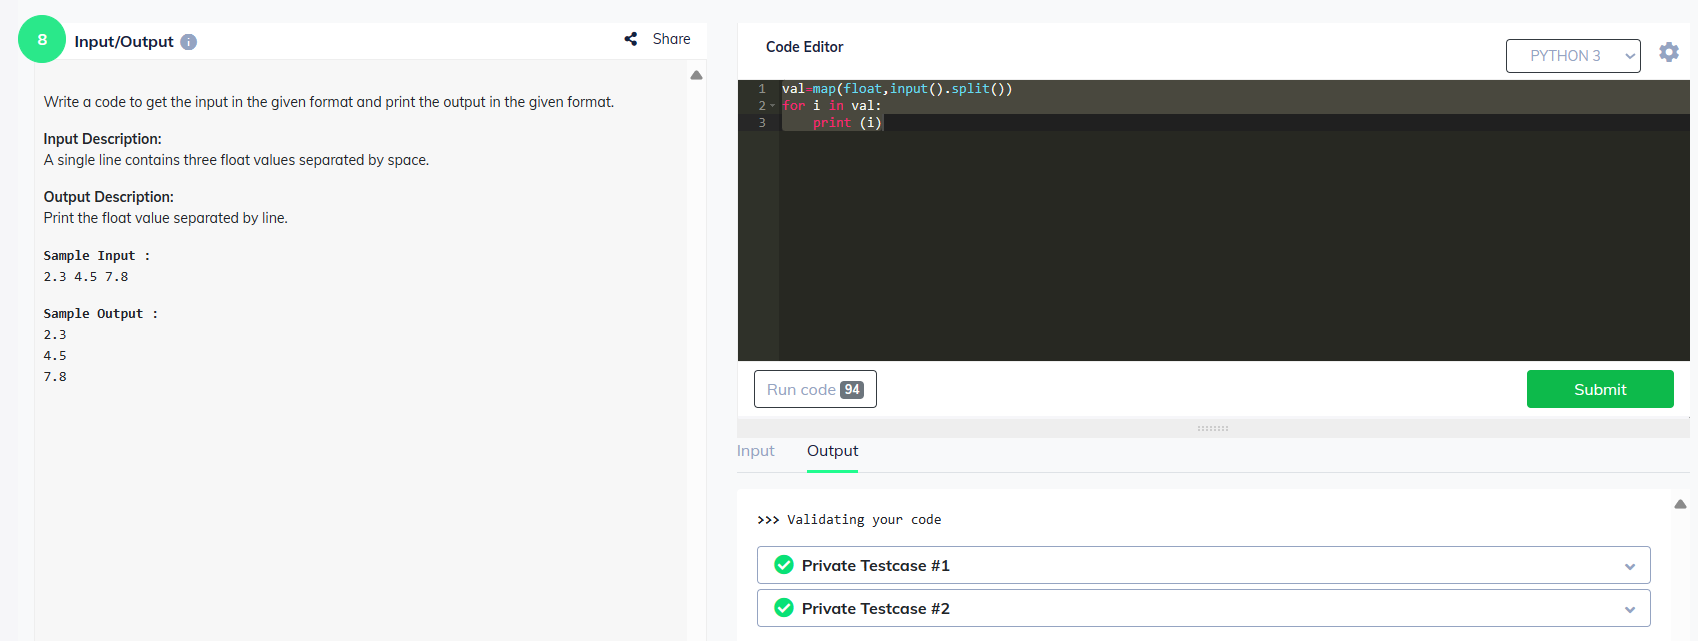 8
Input/Output
Share
Write a code to get the input in the given format and print the output in the given format.
Input Description:
A single line contains three float values separated by space.
Output Description:
Print the float value separated by line.
Sample Input :
2.3 4.5 7.8
Sample Output :
2.3
4.5
7.8
Code Editor
PYTHON 3
1 val=map(float,input().split())
2 for i in val:
3     print (i)
Run code 94
Submit
Input Output
>>> Validating your code
Private Testcase #1
Private Testcase #2